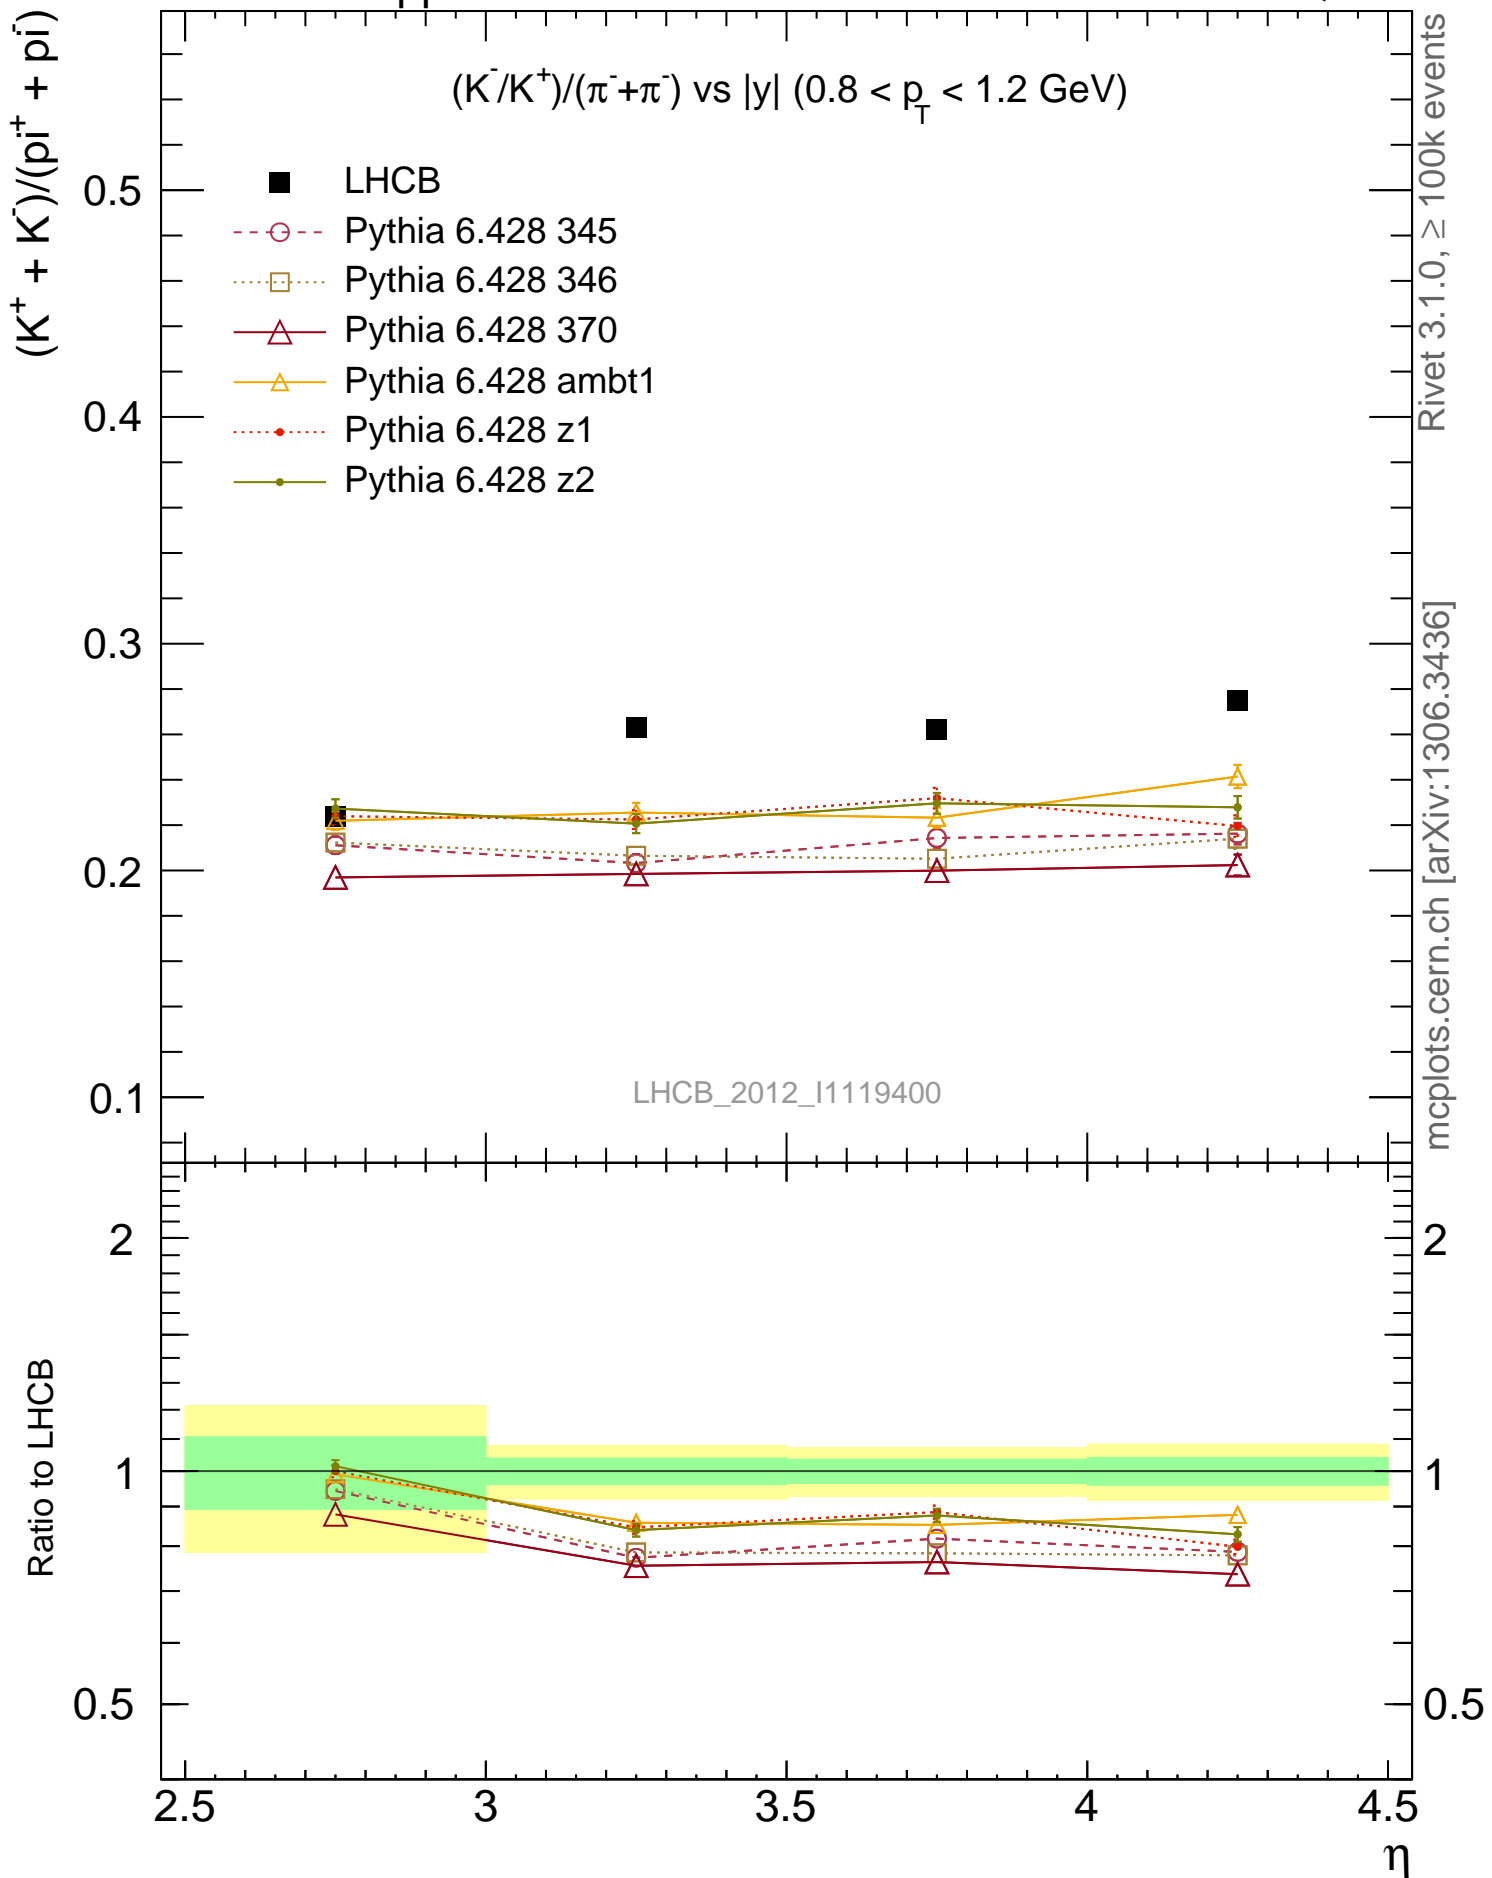 pp
(K⁻/K⁺)/(π⁻+π⁻) vs |y| (0.8 < p_T < 1.2 GeV)
(K⁺ + K⁻)/(pi⁺ + pi⁻)
LHCB
Pythia 6.428 345
Pythia 6.428 346
Pythia 6.428 370
Pythia 6.428 ambt1
Pythia 6.428 z1
Pythia 6.428 z2
0.5
0.4
0.3
0.2
0.1
LHCB_2012_I1119400
Rivet 3.1.0, ≥ 100k events
mcplots.cern.ch [arXiv:1306.3436]
Ratio to LHCB
2
1
0.5
2
1
0.5
2.5
3
3.5
4
4.5
η